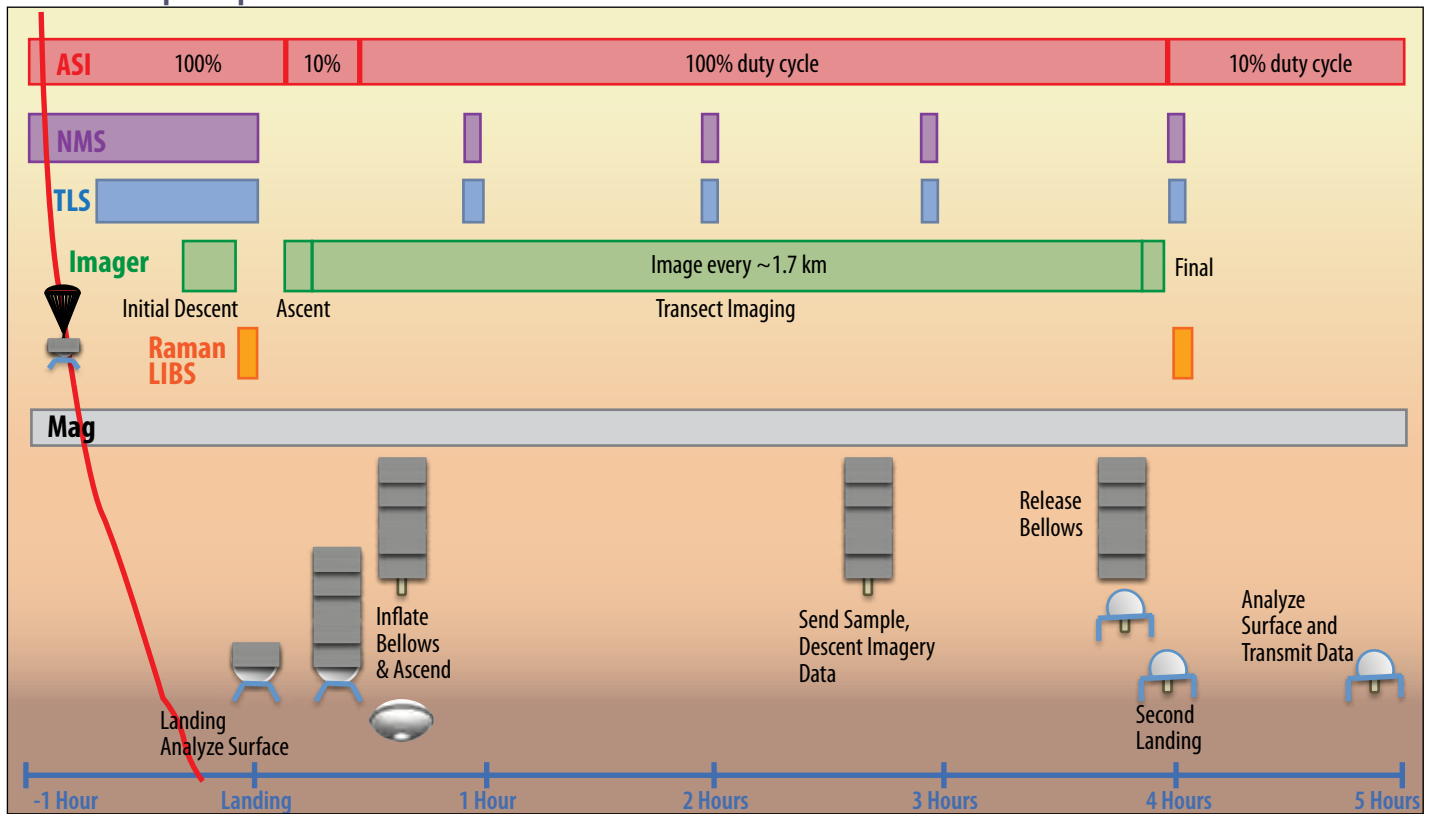 ASI 100% 10% 100% duty cycle 10% duty cycle
NMS
TLS
Imager
Image every ~1.7 km
Final
Initial Descent Ascent Transect Imaging
Raman
LIBS
Mag
Release
Bellows
Inflate
Bellows
& Ascend
Send Sample,
Descent Imagery
Data
Analyze
Surface and
Transmit Data
Landing
Analyze Surface
Second
Landing
-1 Hour Landing 1 Hour 2 Hours 3 Hours 4 Hours 5 Hours